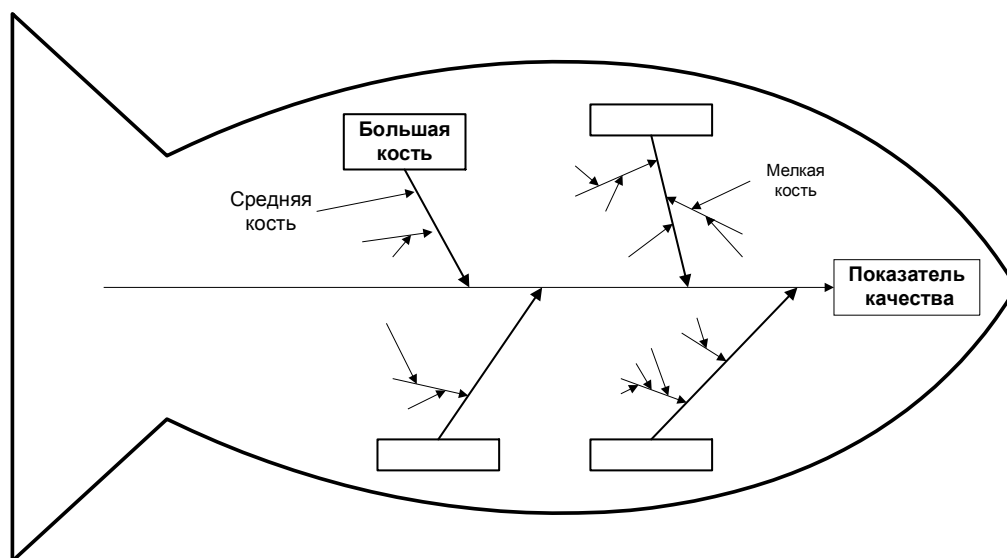 Большая
кость
Средняя
кость
Мелкая
кость
Показатель
качества